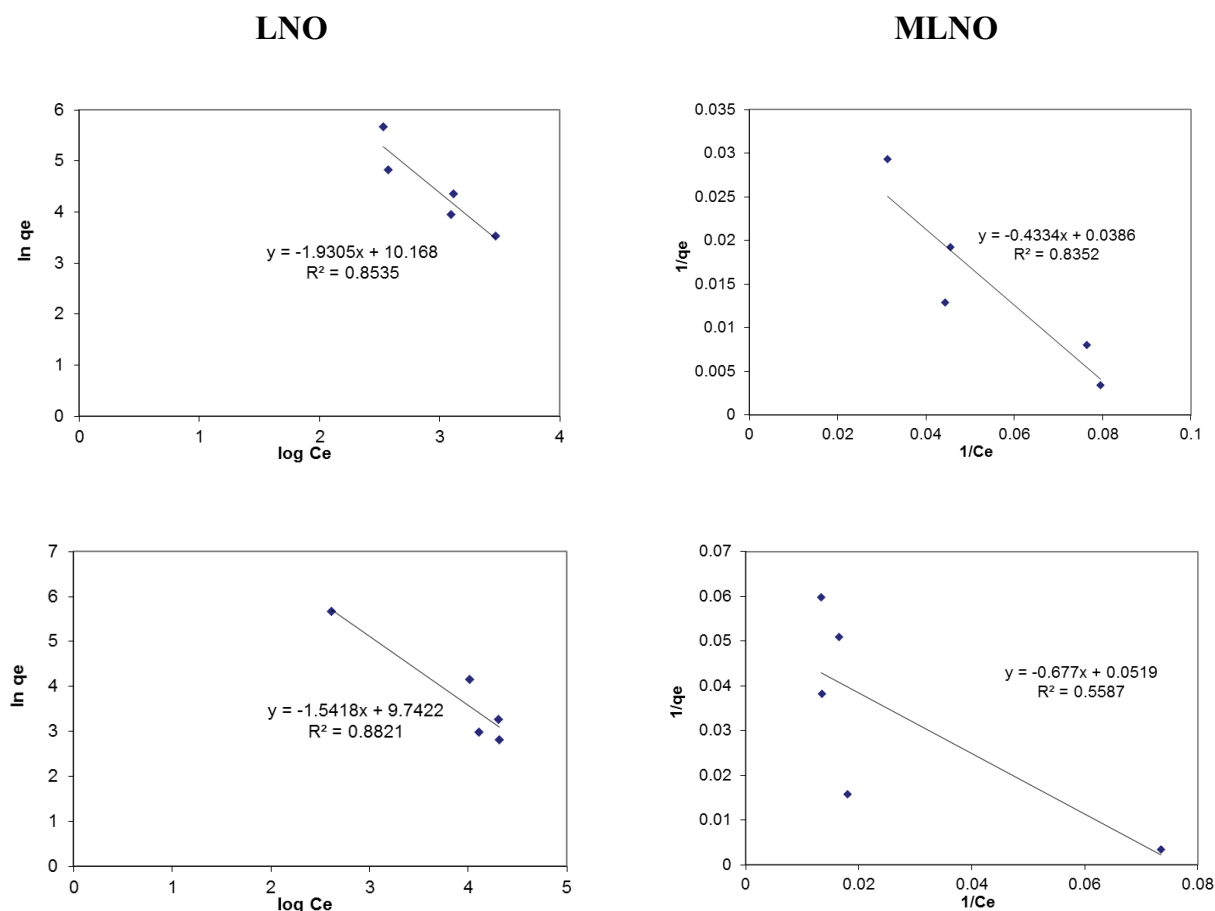 LNO
MLNO
6
5
4
3
2
1
0
ln qe
y = -1.9305x + 10.168
R² = 0.8535
0 1 2 3 4
log Ce
0.035
0.03
0.025
0.02
0.015
0.01
0.005
0
1/qe
y = -0.4334x + 0.0386
R² = 0.8352
0 0.02 0.04 0.06 0.08 0.1
1/Ce
7
6
5
4
3
2
1
0
ln qe
y = -1.5418x + 9.7422
R² = 0.8821
0 1 2 3 4 5
log Ce
0.07
0.06
0.05
0.04
0.03
0.02
0.01
0
1/qe
y = -0.677x + 0.0519
R² = 0.5587
0 0.02 0.04 0.06 0.08
1/Ce